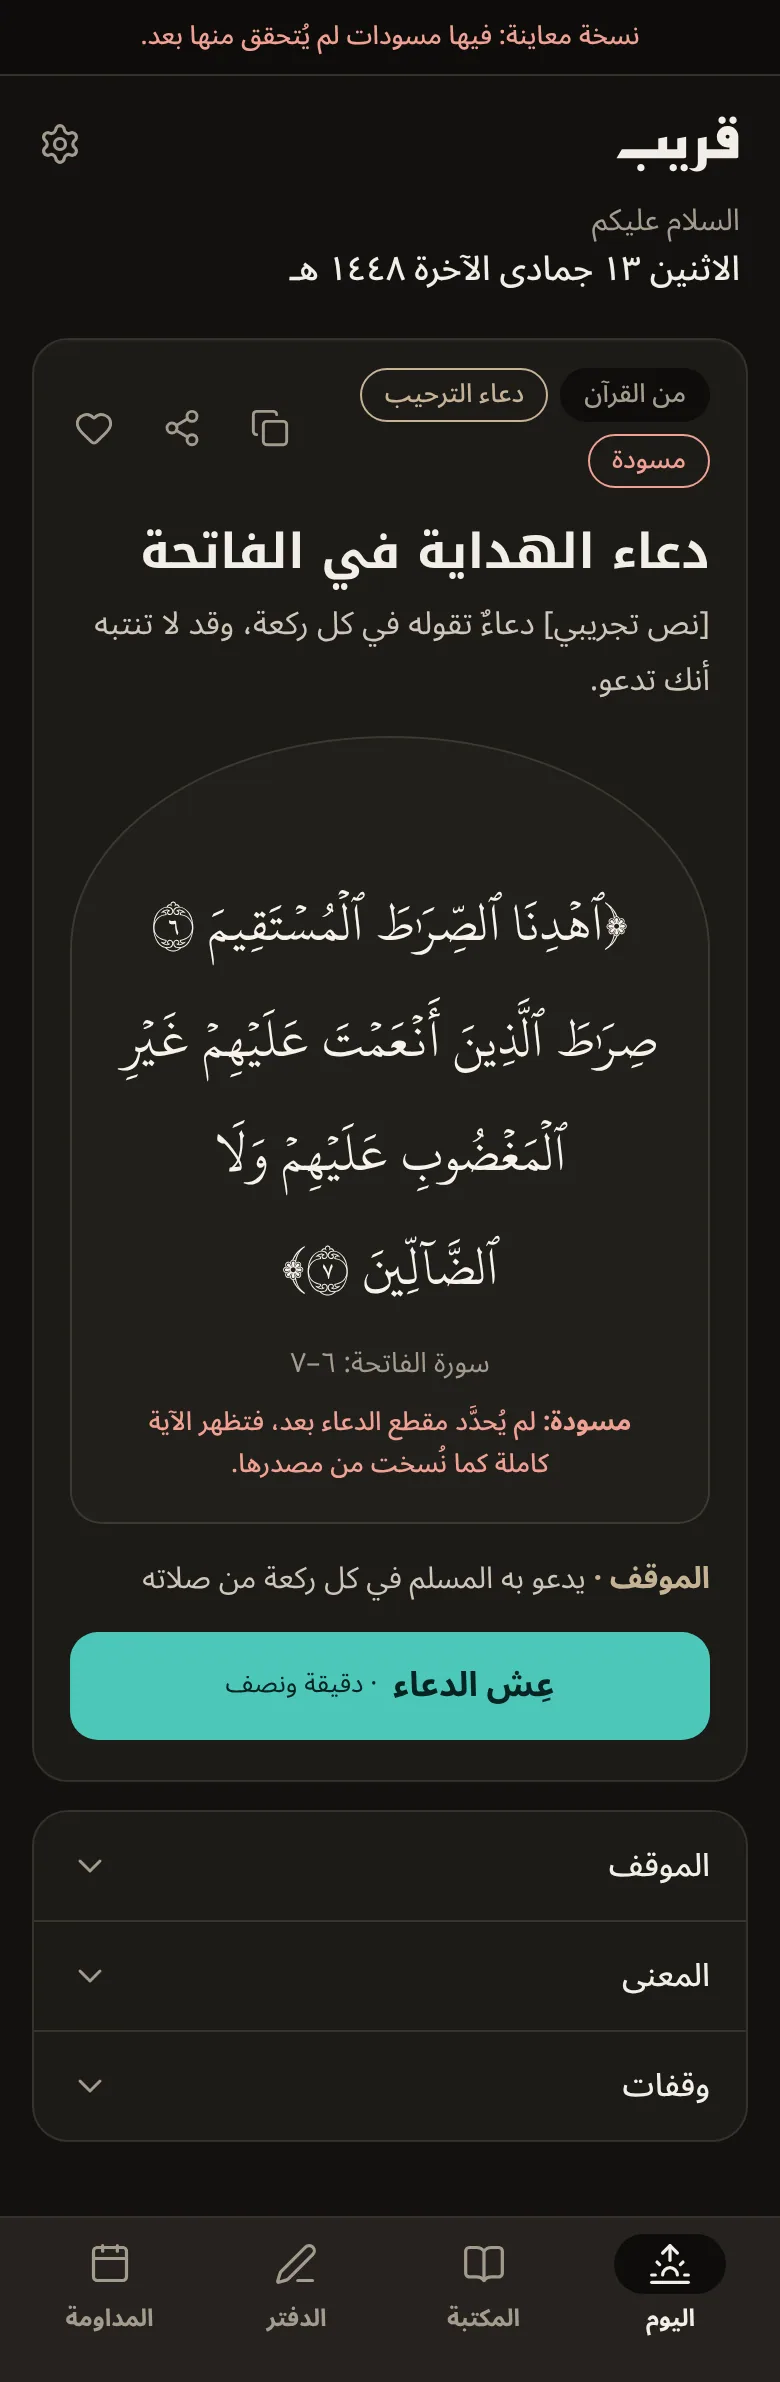 نسخة معاينة: فيها مسودات لم يُتحقق منها بعد.
قريب
السلام عليكم
الاثنين ١٣ جمادى الآخرة ١٤٤٨ هـ
من القرآن
دعاء الترحيب
مسودة
دعاء الهداية في الفاتحة
[نص تجريبي] دعاءٌ تقوله في كل ركعة، وقد لا تنتبه
أنك تدعو.
﴿ٱهۡدِنَا ٱلصِّرَٰطَ ٱلۡمُسۡتَقِيمَ ٦
صِرَٰطَ ٱلَّذِينَ أَنۡعَمۡتَ عَلَيۡهِمۡ غَيۡرِ
ٱلۡمَغۡضُوبِ عَلَيۡهِمۡ وَلَا
ٱلضَّآلِّينَ ٧﴾
سورة الفاتحة: ٦–٧
مسودة: لم يُحدَّد مقطع الدعاء بعد، فتظهر الآية
كاملة كما نُسخت من مصدرها.
الموقف · يدعو به المسلم في كل ركعة من صلاته
عِش الدعاء · دقيقة ونصف
الموقف
المعنى
وقفات
اليوم
المكتبة
الدفتر
المداومة